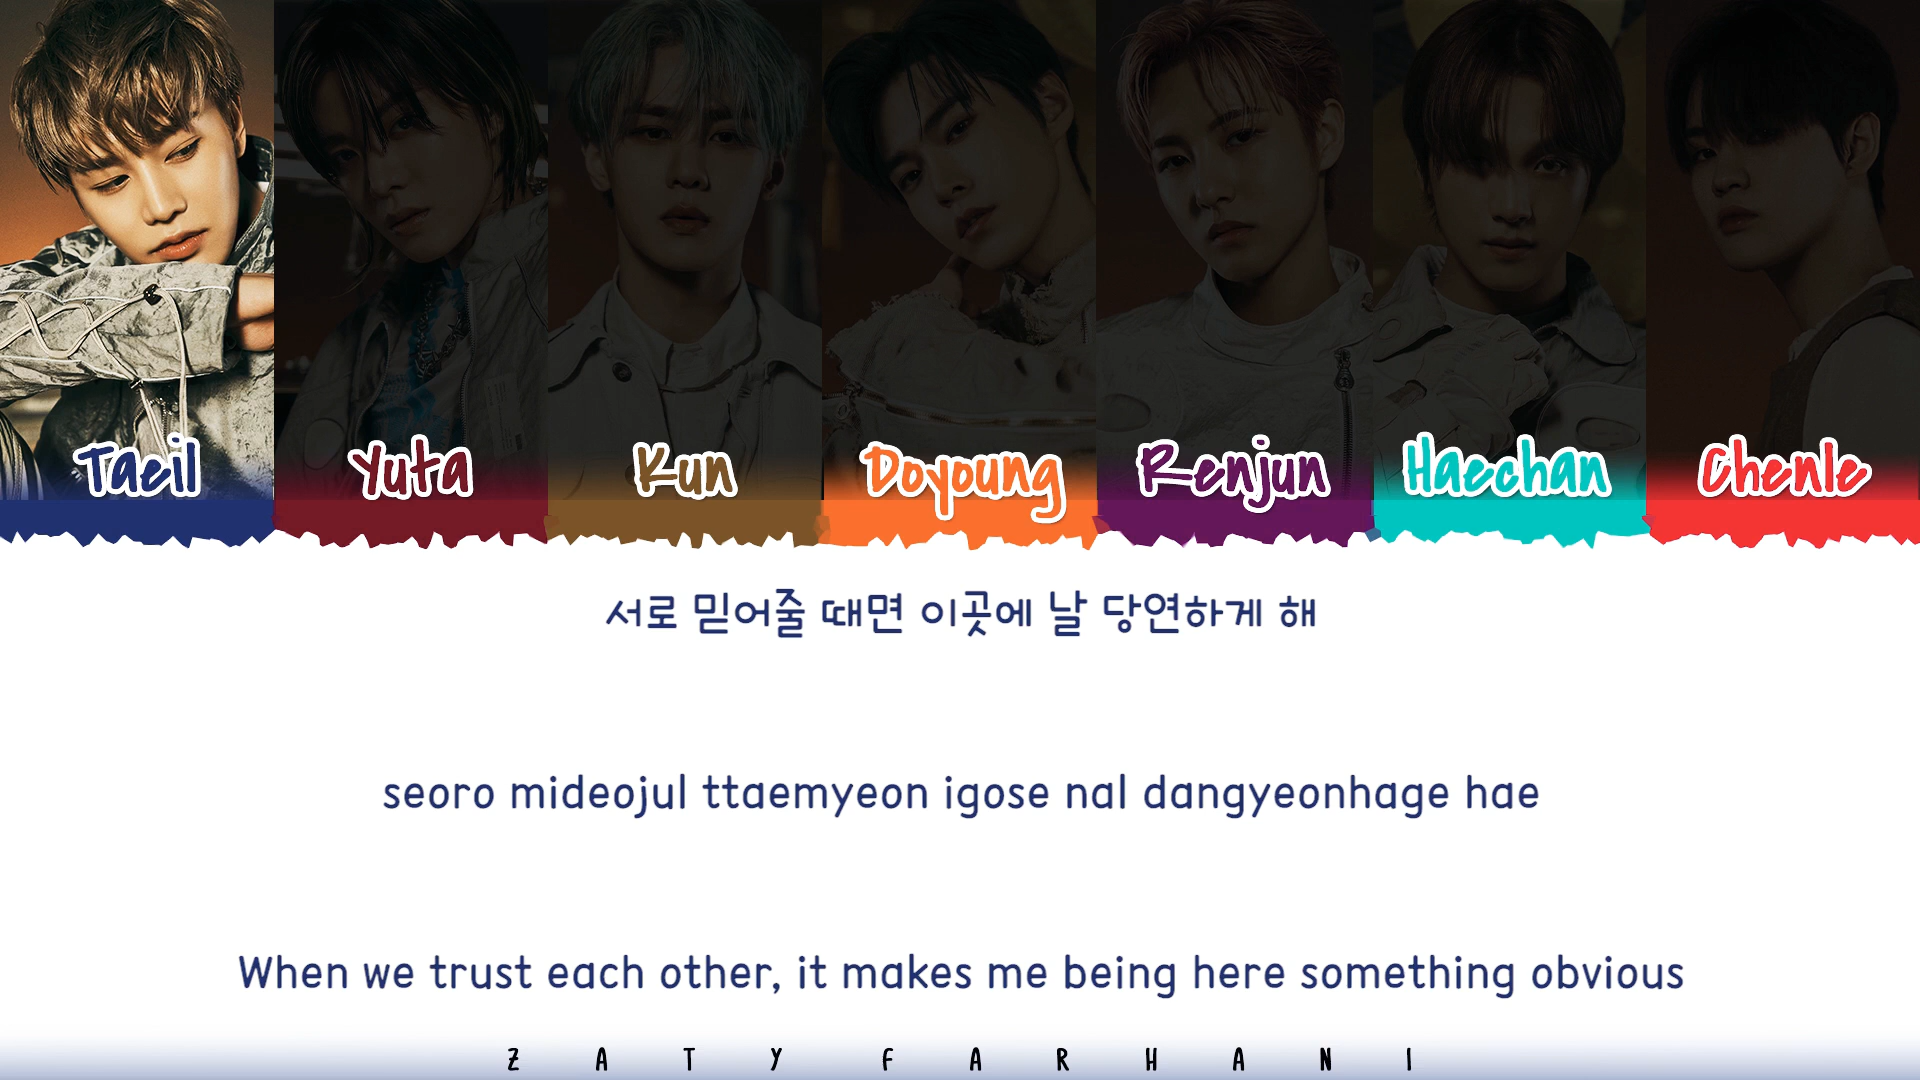 Taeil Yuta Kun Doyoung Renjun Haechan Chenle
서로 믿어줄 때면 이곳에 날 당연하게 해
seoro mideojul ttaemyeon igose nal dangyeonhage hae
When we trust each other, it makes me being here something obvious
ZATY FARHANI